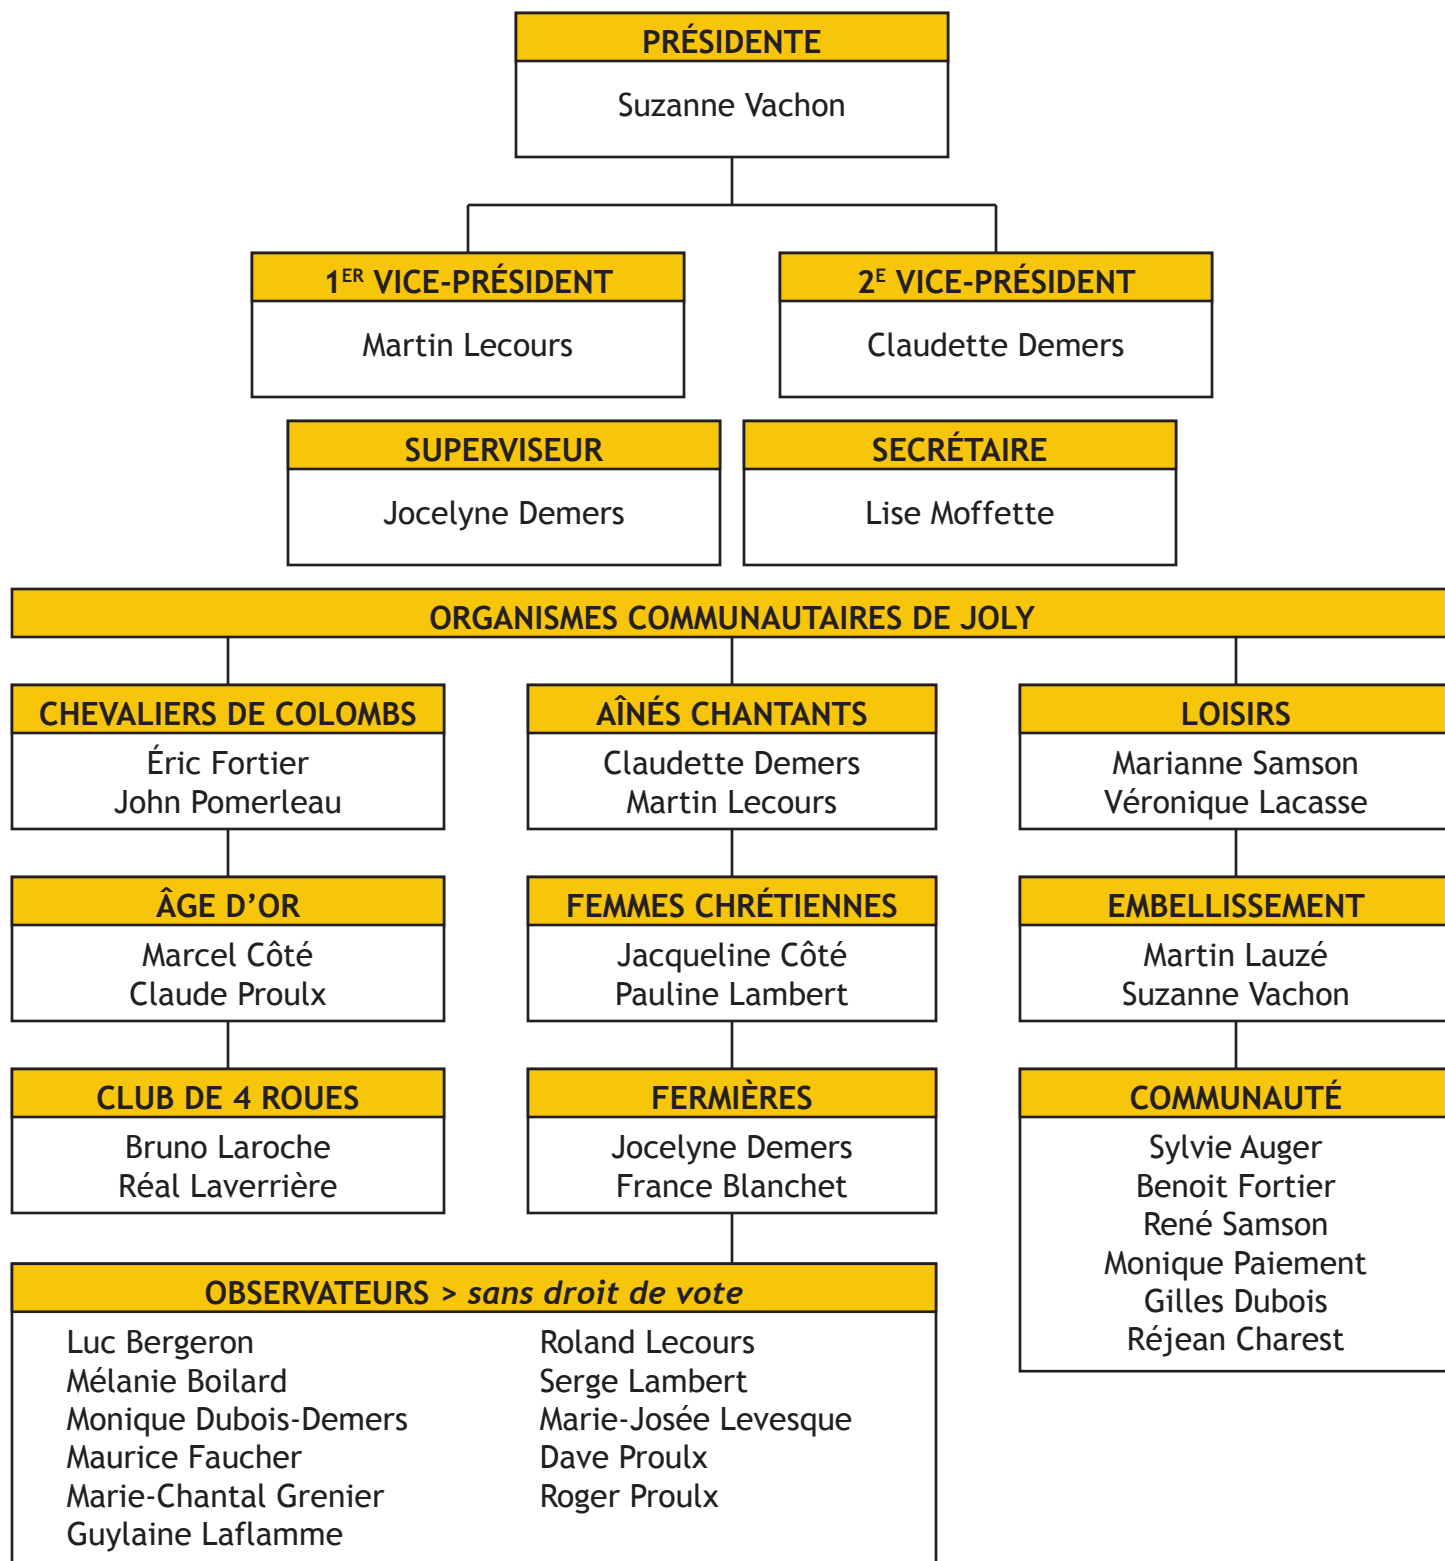 PRÉSIDENTE
Suzanne Vachon
1ER VICE-PRÉSIDENT
Martin Lecours
2E VICE-PRÉSIDENT
Claudette Demers
SUPERVISEUR
Jocelyne Demers
SECRÉTAIRE
Lise Moffette
ORGANISMES COMMUNAUTAIRES DE JOLY
CHEVALIERS DE COLOMBS
Éric Fortier
John Pomerleau
AÎNÉS CHANTANTS
Claudette Demers
Martin Lecours
LOISIRS
Marianne Samson
Véronique Lacasse
ÂGE D’OR
Marcel Côté
Claude Proulx
FEMMES CHRÉTIENNES
Jacqueline Côté
Pauline Lambert
EMBELLISSEMENT
Martin Lauzé
Suzanne Vachon
CLUB DE 4 ROUES
Bruno Laroche
Réal Laverrière
FERMIÈRES
Jocelyne Demers
France Blanchet
COMMUNAUTÉ
Sylvie Auger
Benoit Fortier
René Samson
Monique Paiement
Gilles Dubois
Réjean Charest
OBSERVATEURS > sans droit de vote
Luc Bergeron
Mélanie Boilard
Monique Dubois-Demers
Maurice Faucher
Marie-Chantal Grenier
Guylaine Laflamme
Roland Lecours
Serge Lambert
Marie-Josée Levesque
Dave Proulx
Roger Proulx